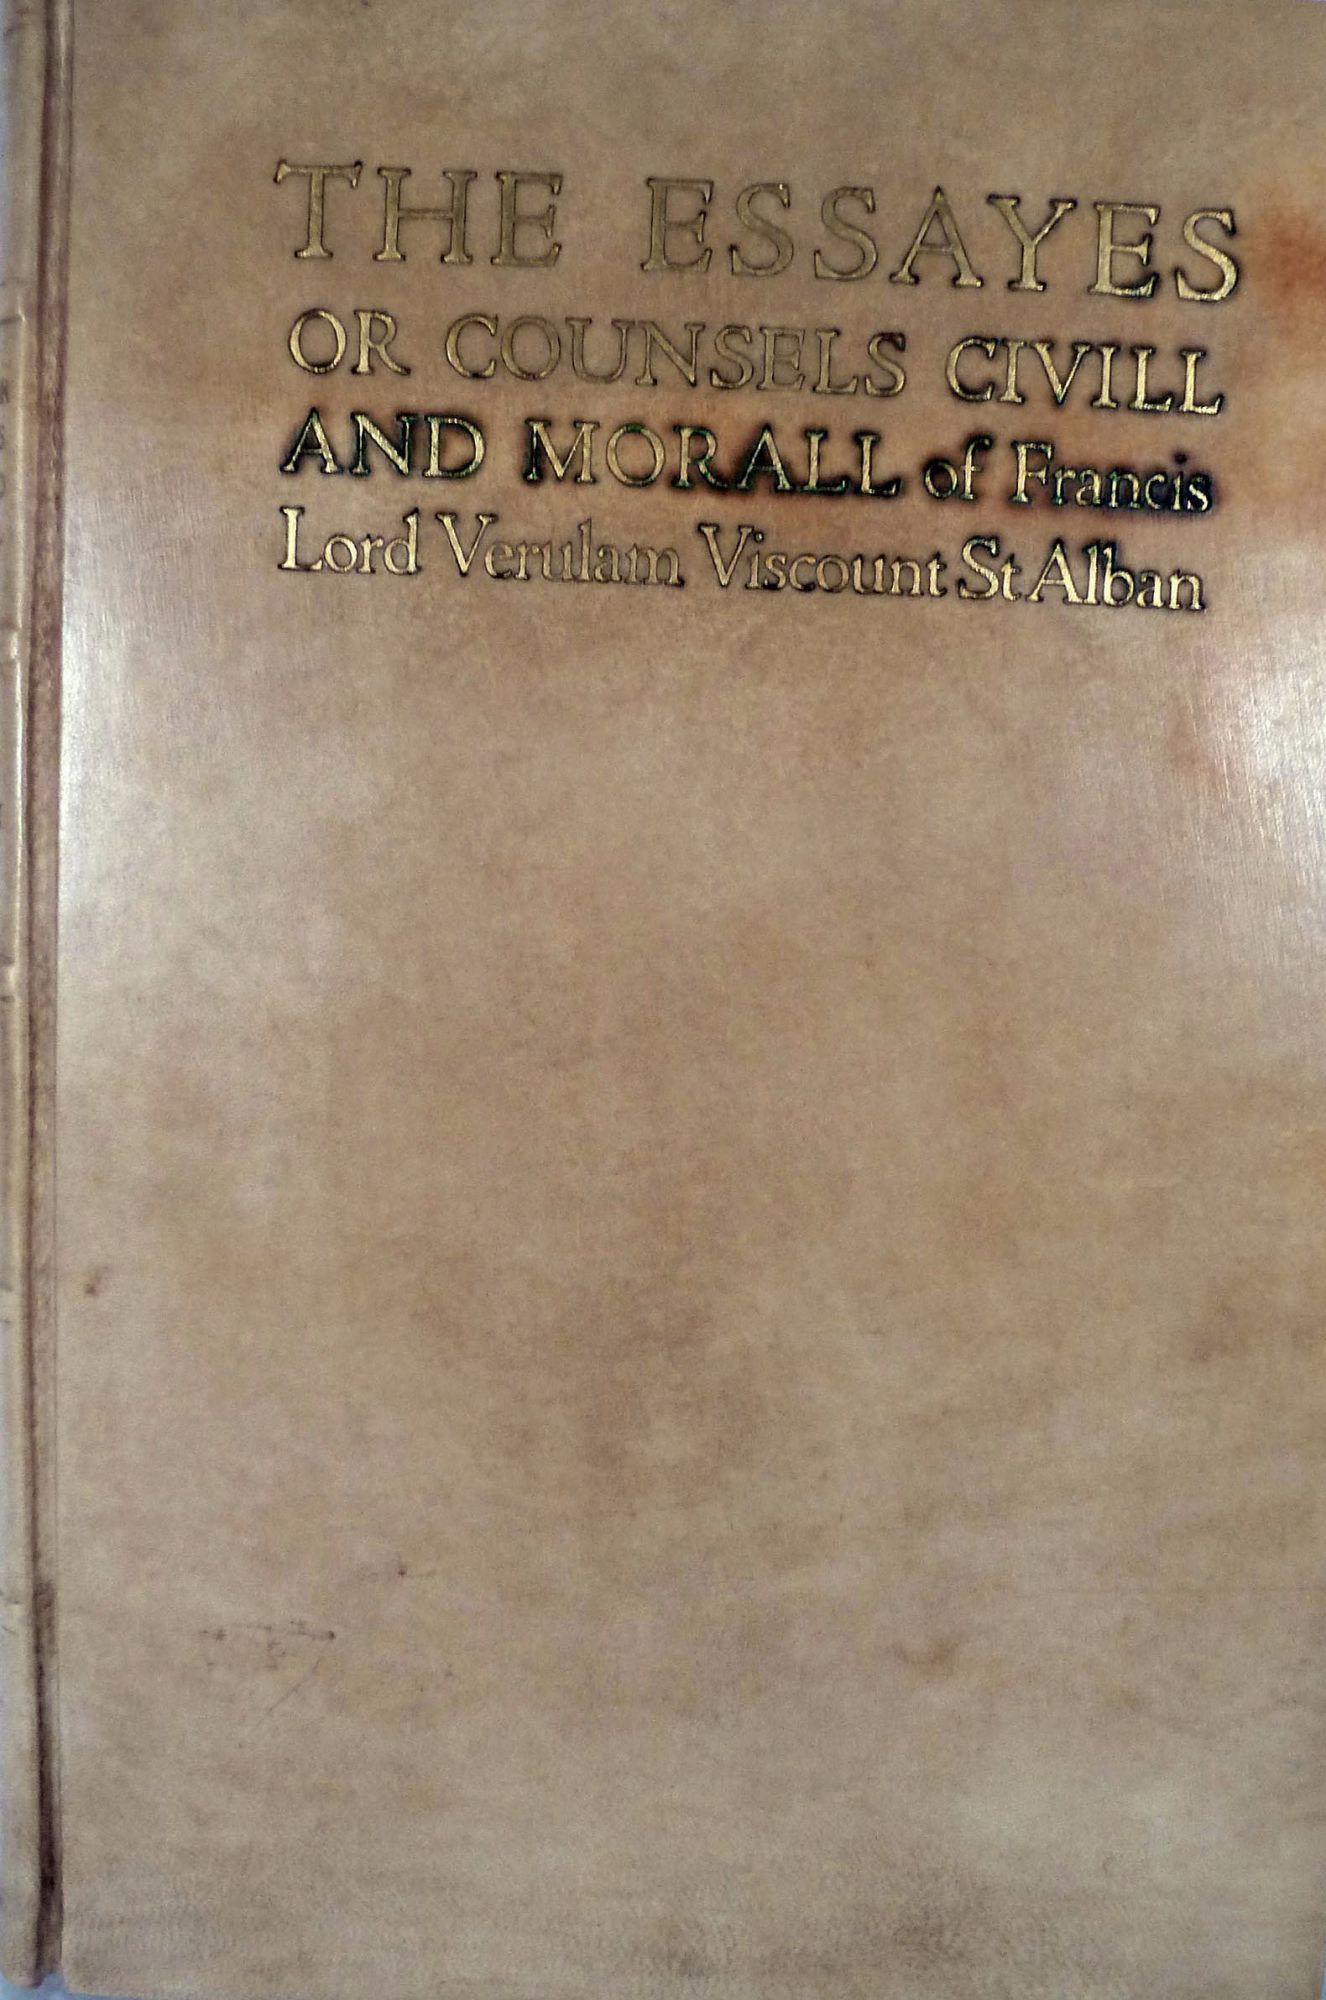 THE ESSAYES
OR COUNSELS CIVILL
AND MORALL of Francis
Lord Verulam Viscount St Alban